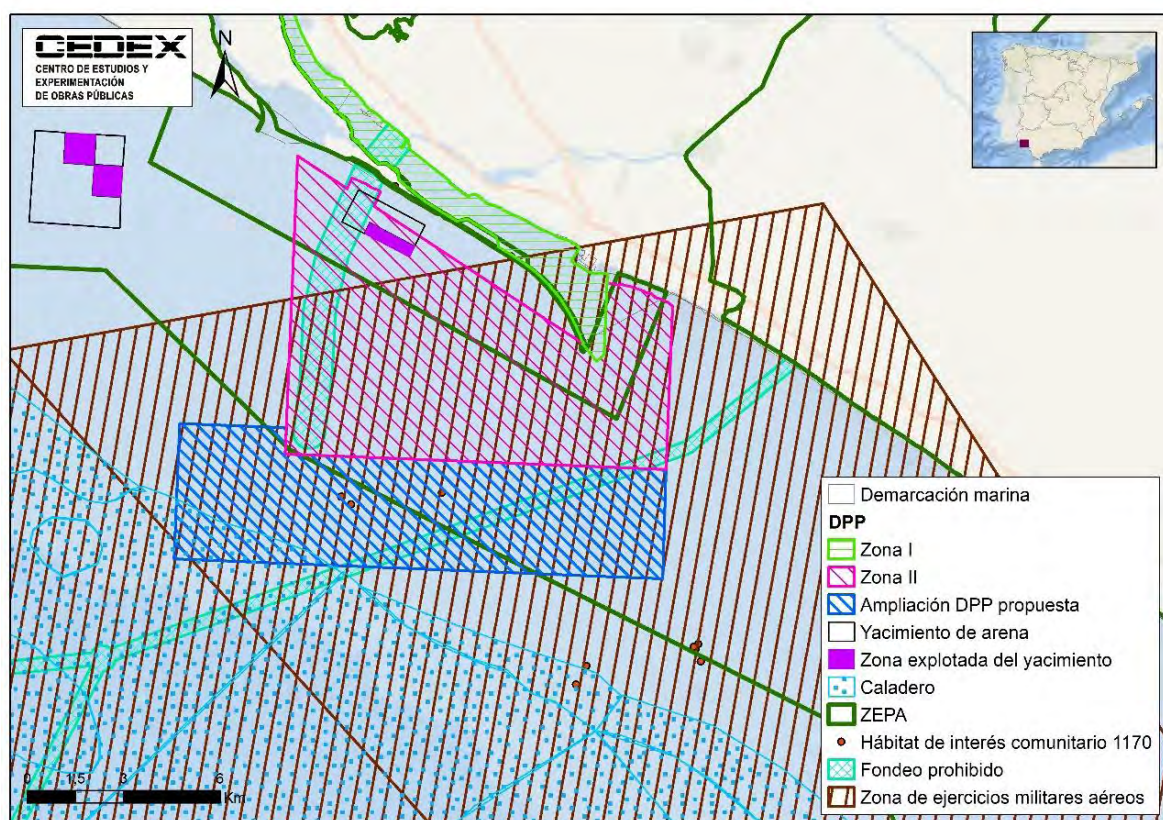 CEDEX
CENTRO DE ESTUDIOS Y
EXPERIMENTACIÓN
DE OBRAS PÚBLICAS
N
Demarcación marina
DPP
Zona I
Zona II
Ampliación DPP propuesta
Yacimiento de arena
Zona explotada del yacimiento
Caladero
ZEPA
Hábitat de interés comunitario 1170
Fondeo prohibido
Zona de ejercicios militares aéreos
0 1,5 3 6
Km